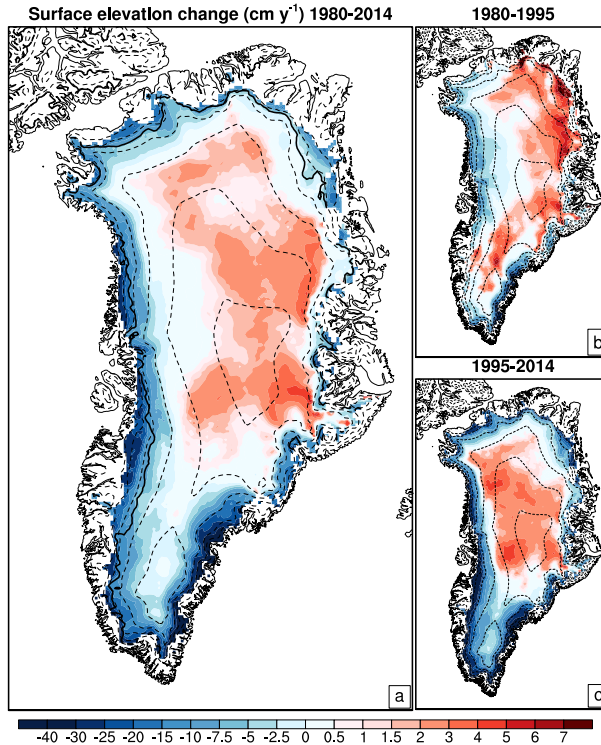 Surface elevation change (cm y⁻¹) 1980-2014
a
1980-1995
b
1995-2014
c
-40 -30 -20 -15 -10 -7.5 -5 -2.5 0 0.5 1 1.5 2 3 4 5 6 7